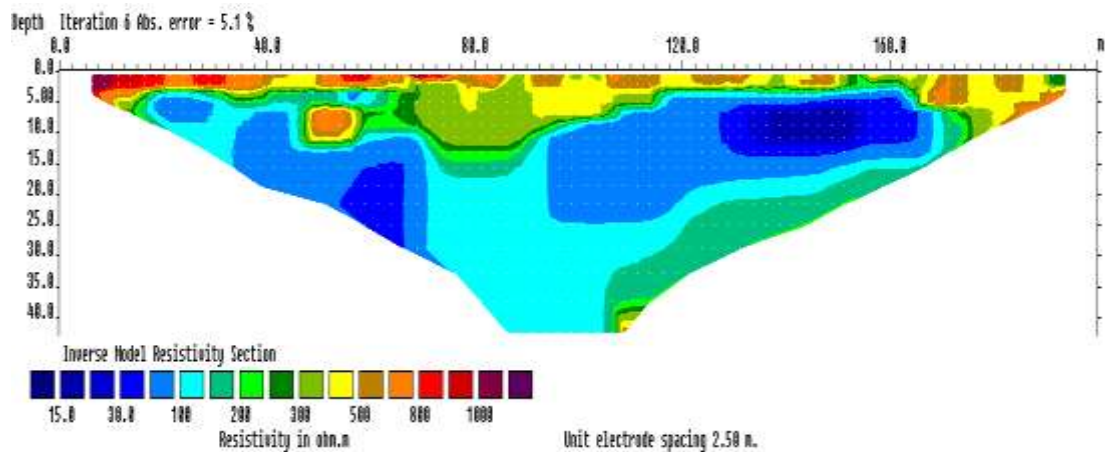 Depth Iteration 6 Abs. error = 5.1 %
0.0 40.0 80.0 120.0 160.0 m
0.0
5.00
10.0
15.0
20.0
25.0
30.0
35.0
40.0
Inverse Model Resistivity Section
15.0 30.0 100 200 300 500 800 1000
Resistivity in ohm.m Unit electrode spacing 2.50 m.